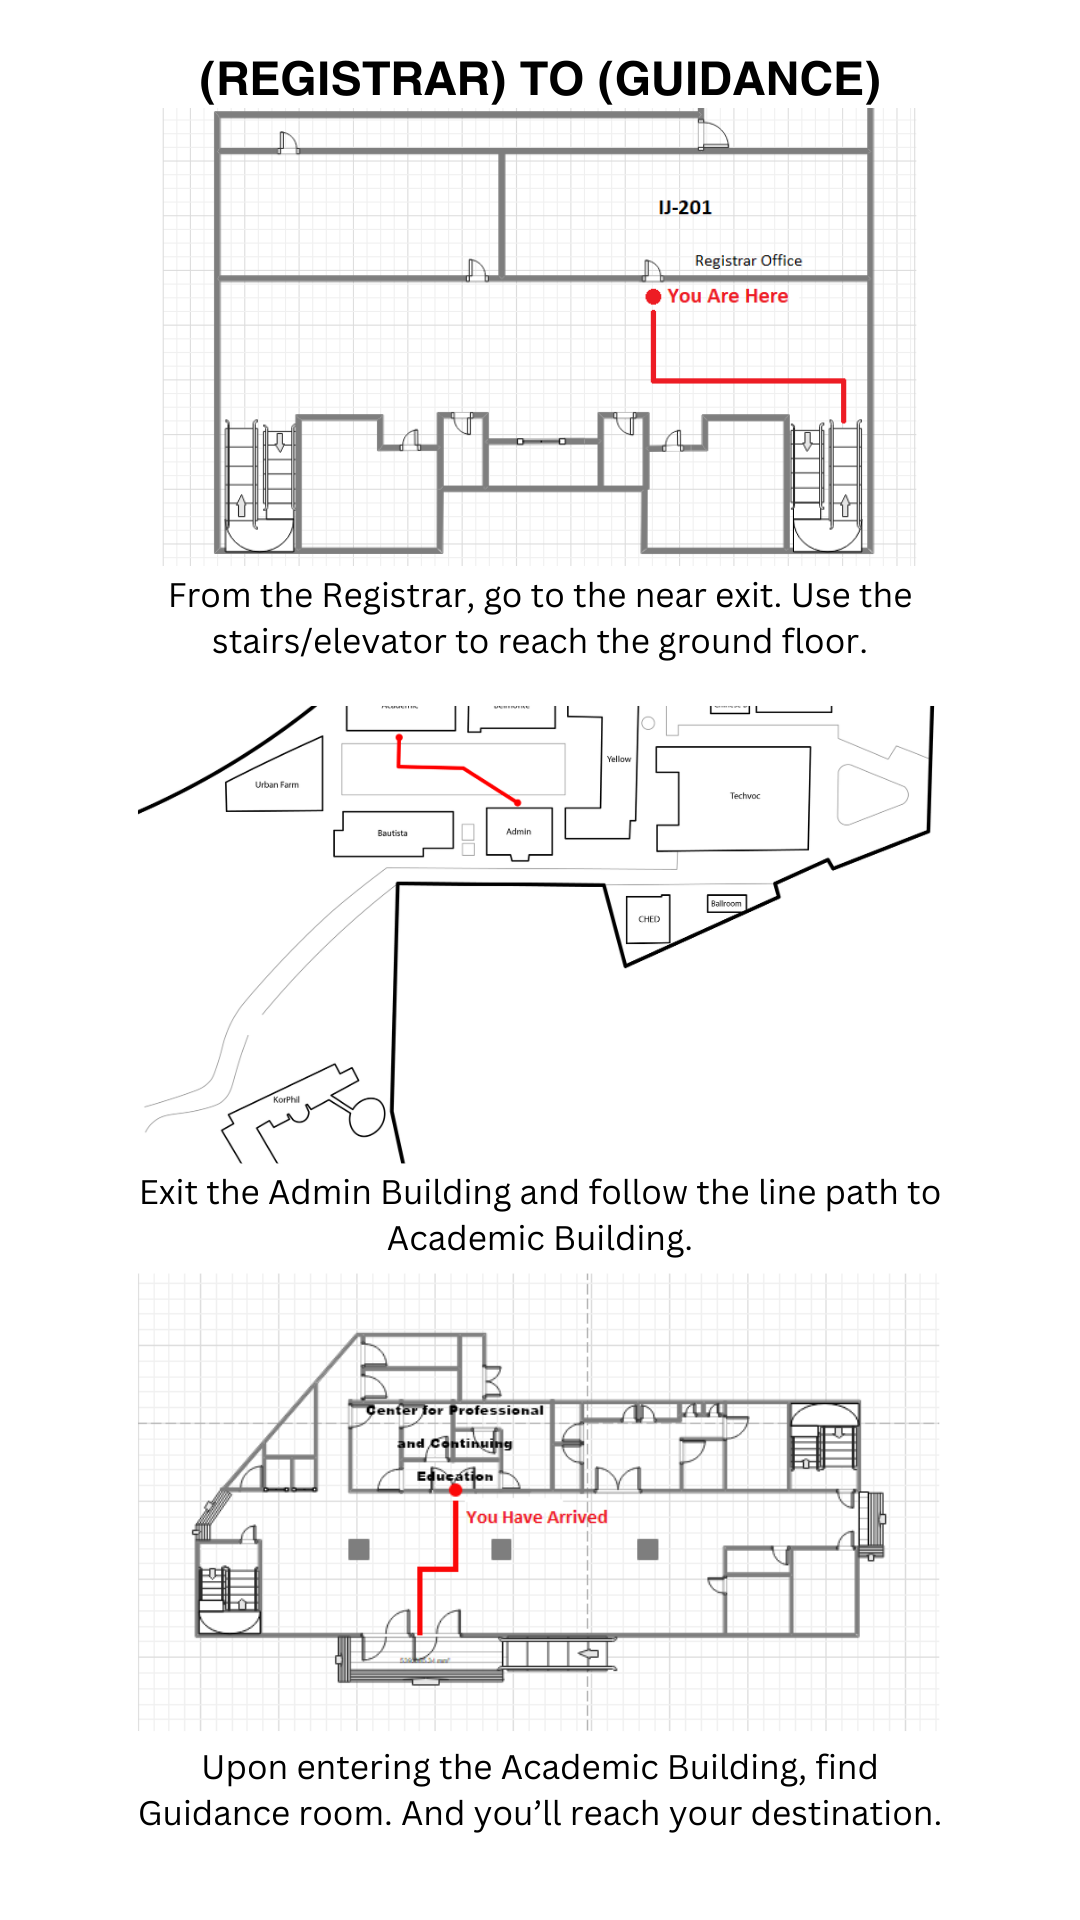 (REGISTRAR) TO (GUIDANCE)
IJ-201
Registrar Office
You Are Here
From the Registrar, go to the near exit. Use the
stairs/elevator to reach the ground floor.
Academic
Belmonte
Yellow
Urban Farm
Techvoc
Bautista
Admin
CHED
Ballroom
KorPhil
Exit the Admin Building and follow the line path to
Academic Building.
Center for Professional
and Continuing
Education
You Have Arrived
Upon entering the Academic Building, find
Guidance room. And you’ll reach your destination.